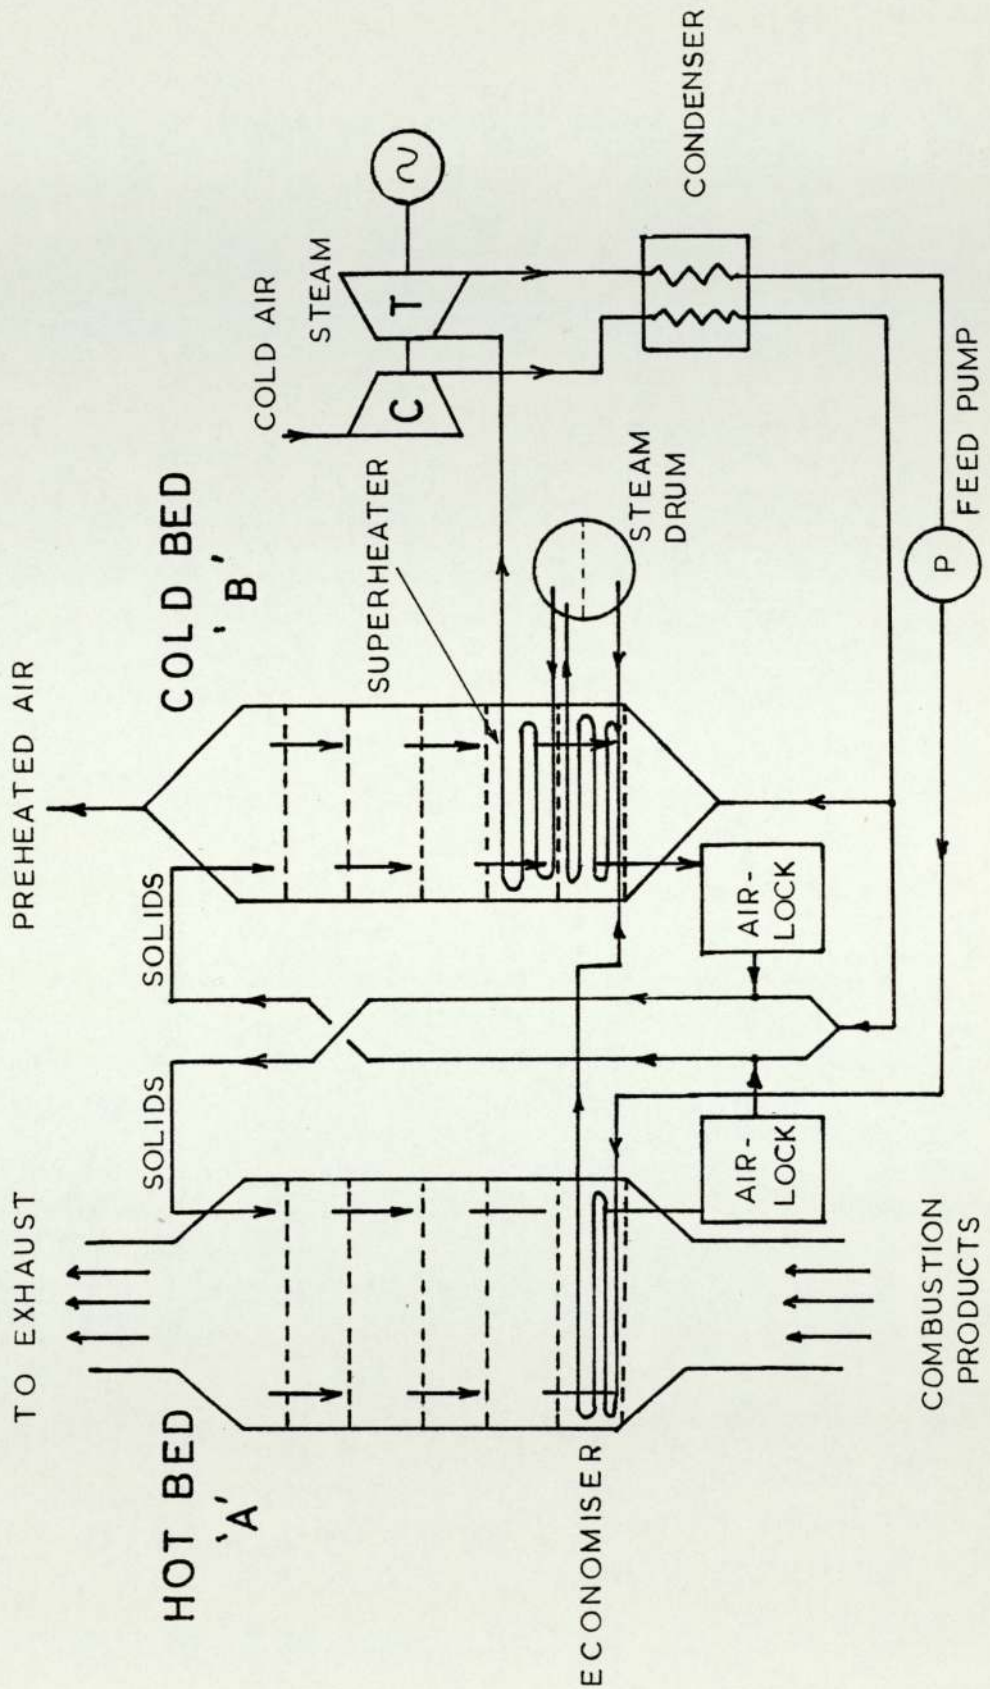 TO EXHAUST
PREHEATED AIR
HOT BED
'A'
COLD BED
'B'
SOLIDS
SOLIDS
COLD AIR
STEAM
C
T
SUPERHEATER
STEAM
DRUM
CONDENSER
ECONOMISER
AIR-
LOCK
AIR-
LOCK
P
FEED PUMP
COMBUSTION
PRODUCTS